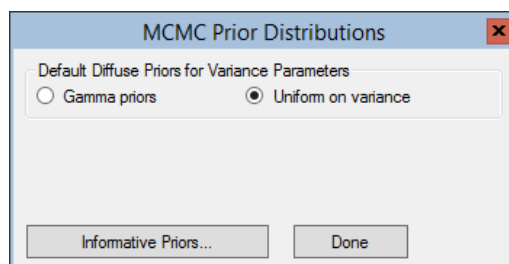 MCMC Prior Distributions
Default Diffuse Priors for Variance Parameters
Gamma priors Uniform on variance
Informative Priors... Done